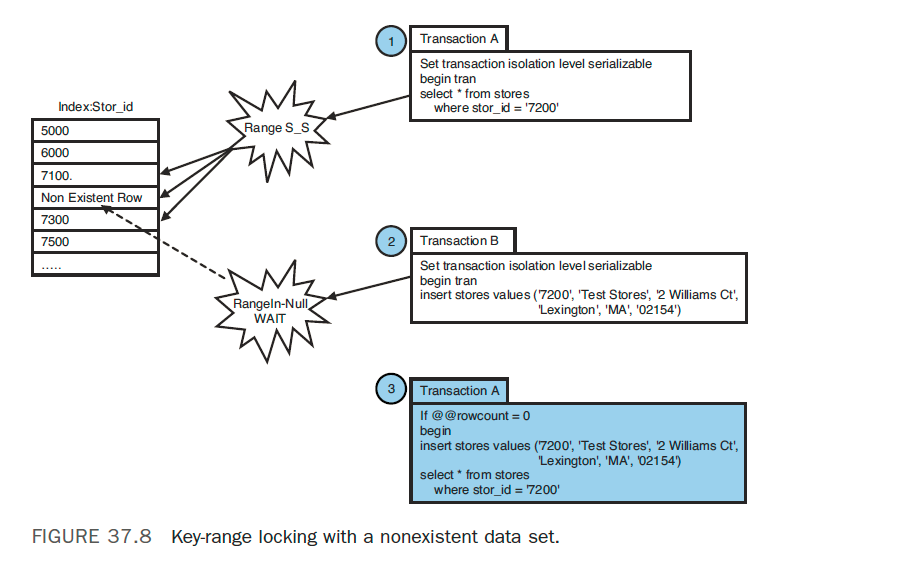 1
Transaction A
Set transaction isolation level serializable
begin tran
select * from stores
where stor_id = '7200'
Index:Stor_id
5000
6000
7100.
Non Existent Row
7300
7500
.....
Range S_S
2
Transaction B
Set transaction isolation level serializable
begin tran
insert stores values ('7200', 'Test Stores', '2 Williams Ct',
'Lexington', 'MA', '02154')
RangeIn-Null
WAIT
3
Transaction A
If @@rowcount = 0
begin
insert stores values ('7200', 'Test Stores', '2 Williams Ct',
'Lexington', 'MA', '02154')
select * from stores
where stor_id = '7200'
FIGURE 37.8 Key-range locking with a nonexistent data set.